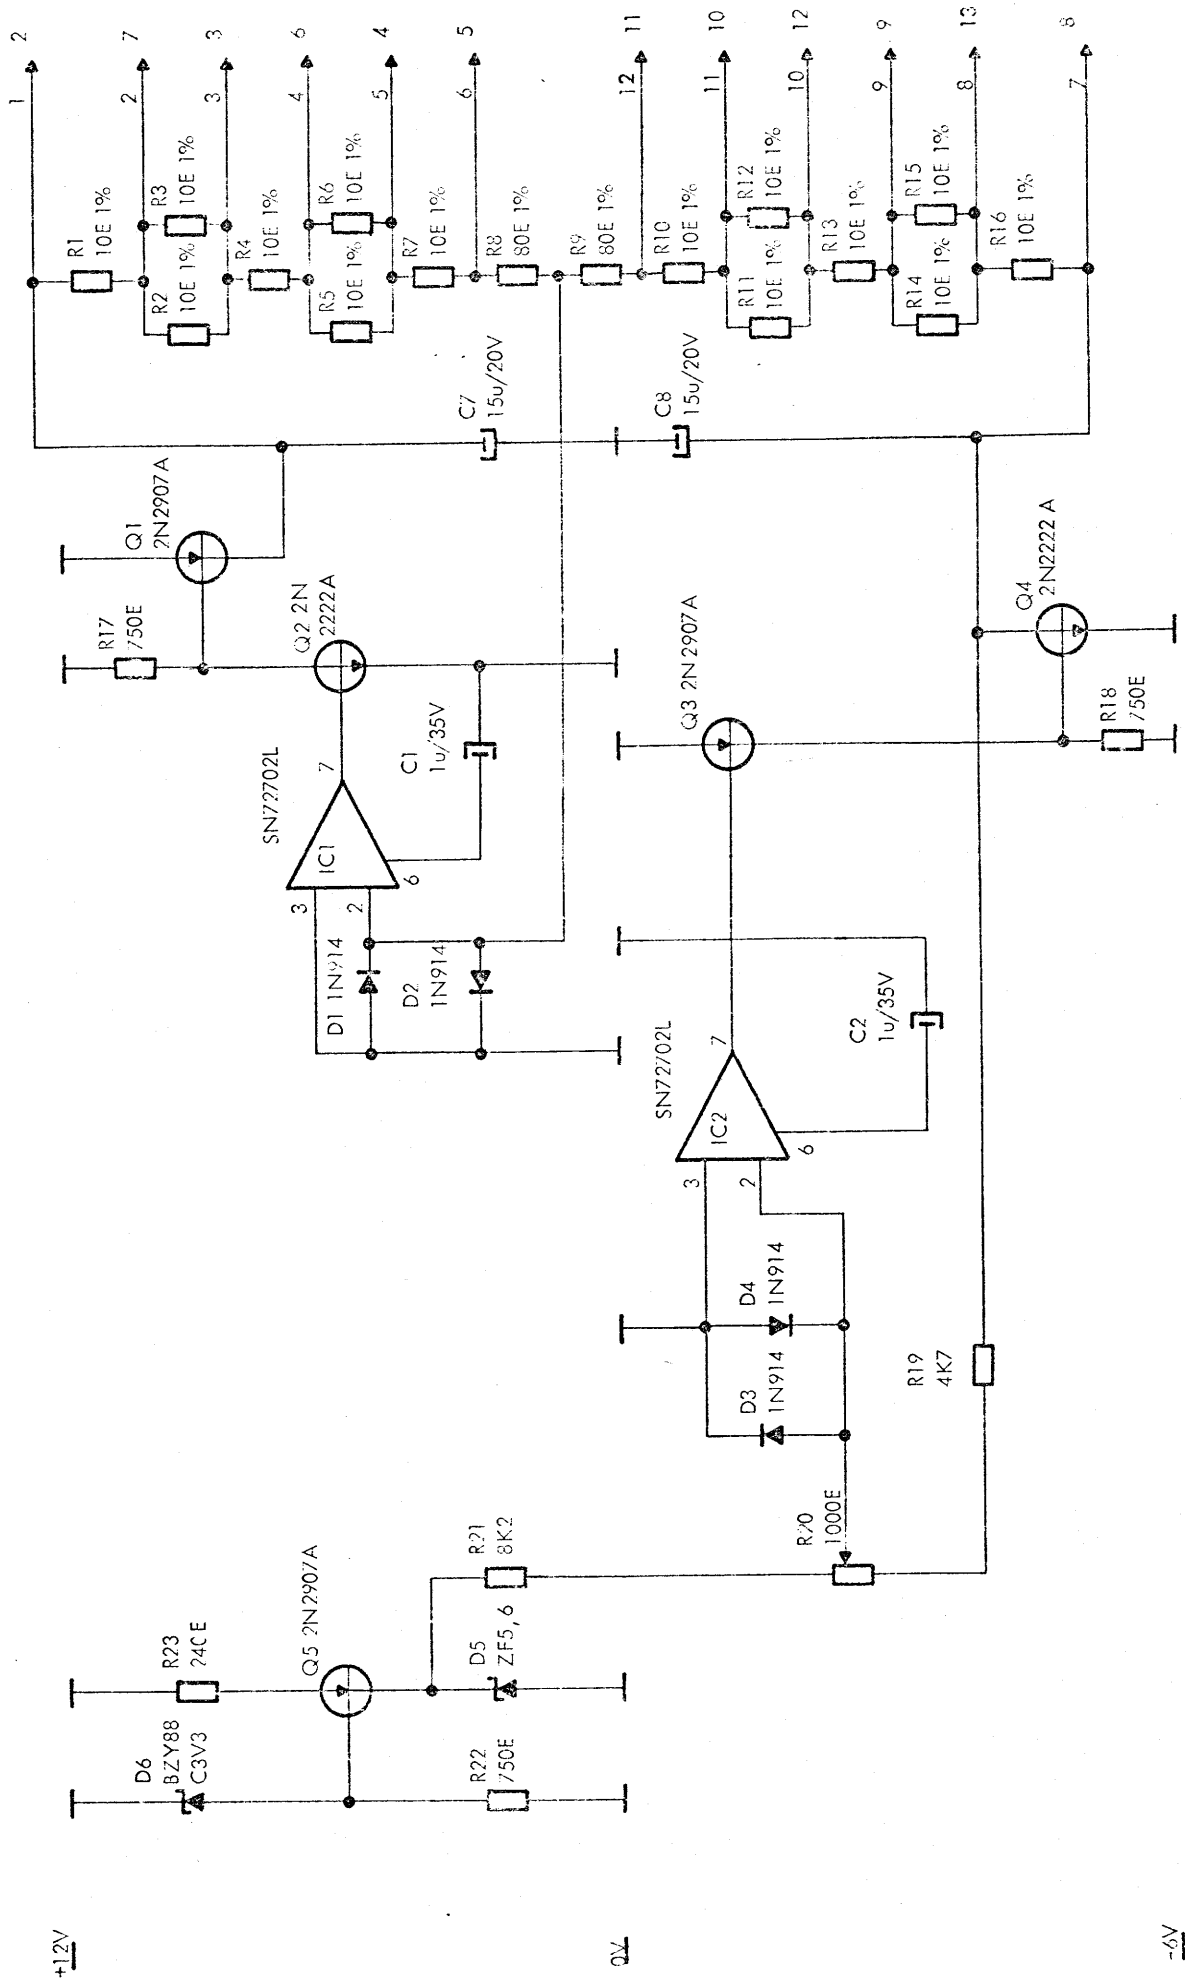 +12V
0V
-6V
D6
BZY88
C3V3
R23
240E
Q5 2N2907A
R22
750E
D5
ZF5,6
R21
8K2
R20
1000E
D3
1N914
D4
1N914
R19
4K7
3
2
IC2
6
7
SN72702L
C2
1u/35V
D1 1N914
D2
1N914
3
2
IC1
6
7
SN72702L
C1
1u/35V
R17
750E
Q2 2N
2222A
Q1
2N2907A
Q3 2N2907A
Q4
2N2222A
R18
750E
C7
15u/20V
C8
15u/20V
R1
10E 1%
R2
10E 1%
R3
10E 1%
R4
10E 1%
R5
10E 1%
R6
10E 1%
R7
10E 1%
R8
80E 1%
R9
80E 1%
R10
10E 1%
R11
10E 1%
R12
10E 1%
R13
10E 1%
R14
10E 1%
R15
10E 1%
R16
10E 1%
1
2
2
7
3
3
4
6
5
4
6
5
12
11
11
10
10
12
9
9
8
13
7
8